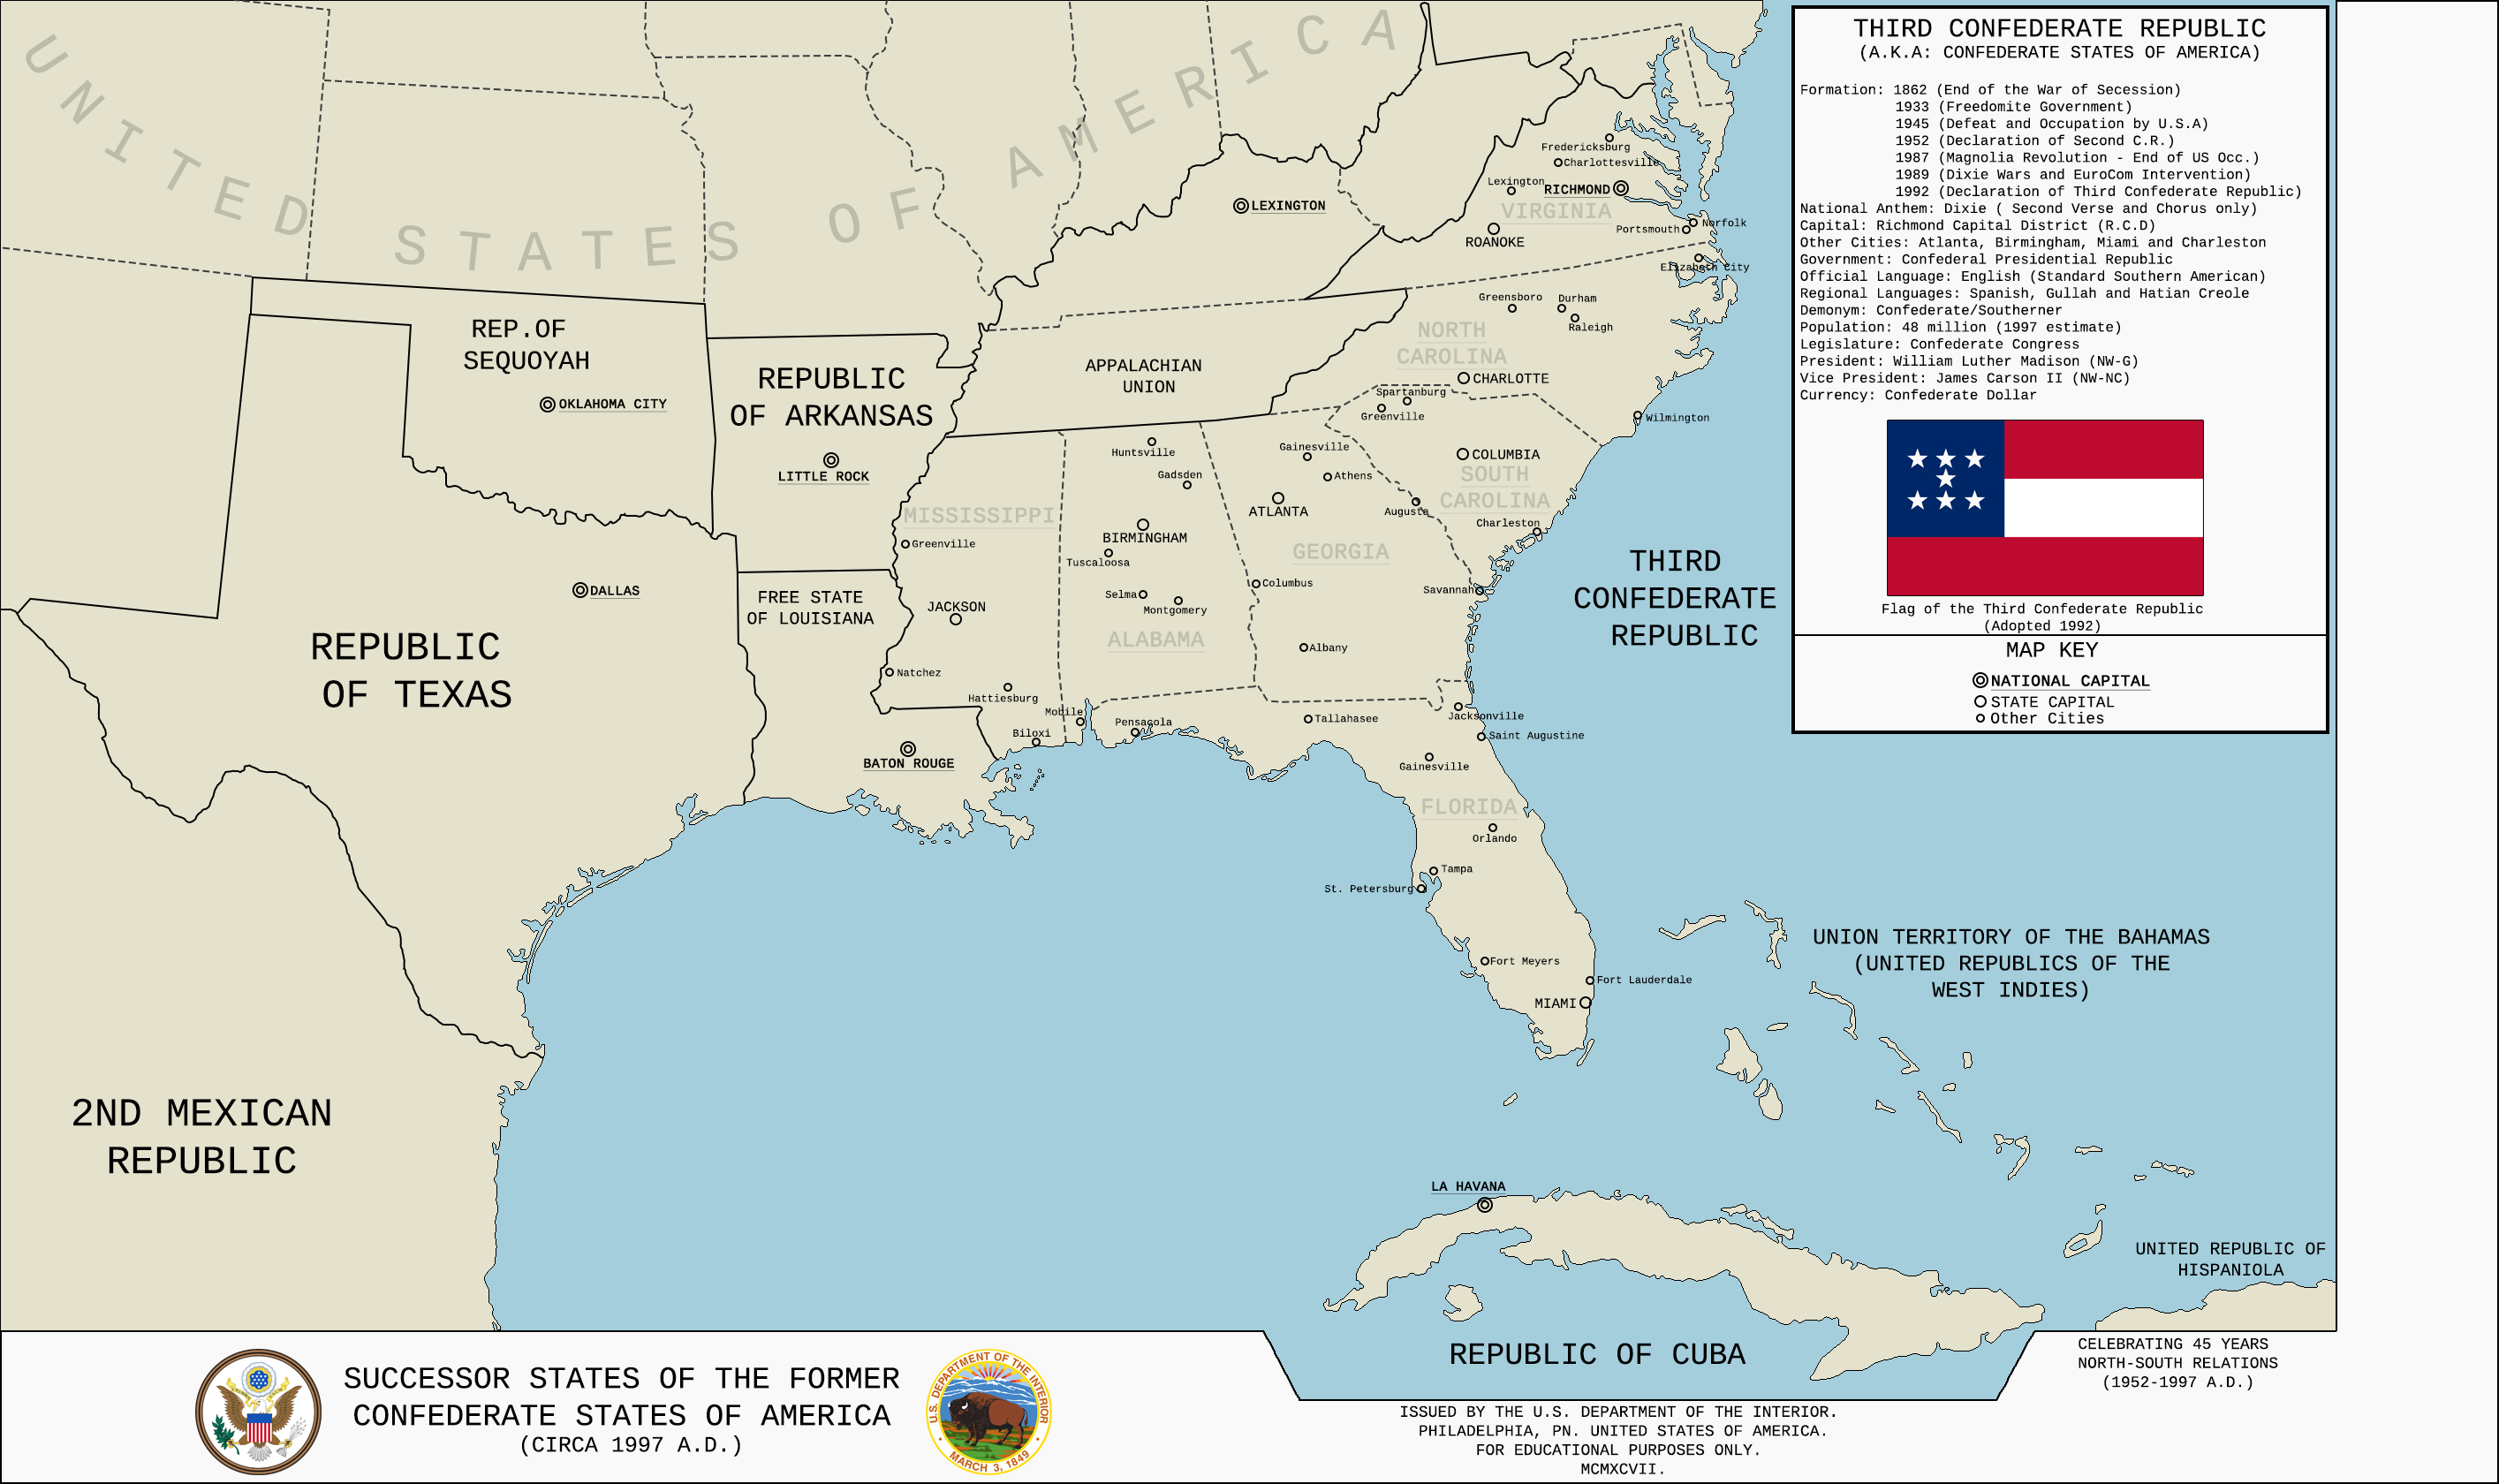 UNITED STATES OF AMERICA
THIRD CONFEDERATE REPUBLIC
(A.K.A: CONFEDERATE STATES OF AMERICA)
Formation: 1862 (End of the War of Secession)
1933 (Freedomite Government)
1945 (Defeat and Occupation by U.S.A)
1952 (Declaration of Second C.R.)
1987 (Magnolia Revolution - End of US Occ.)
1989 (Dixie Wars and EuroCom Intervention)
1992 (Declaration of Third Confederate Republic)
National Anthem: Dixie ( Second Verse and Chorus only)
Capital: Richmond Capital District (R.C.D)
Other Cities: Atlanta, Birmingham, Miami and Charleston
Government: Confederal Presidential Republic
Official Language: English (Standard Southern American)
Regional Languages: Spanish, Gullah and Hatian Creole
Demonym: Confederate/Southerner
Population: 48 million (1997 estimate)
Legislature: Confederate Congress
President: William Luther Madison (NW-G)
Vice President: James Carson II (NW-NC)
Currency: Confederate Dollar
Flag of the Third Confederate Republic
(Adopted 1992)
MAP KEY
NATIONAL CAPITAL
STATE CAPITAL
Other Cities
Fredericksburg
Charlottesville
Lexington
RICHMOND
VIRGINIA
ROANOKE
Norfolk
Portsmouth
Elizabeth City
LEXINGTON
Greensboro
Durham
Raleigh
NORTH
CAROLINA
CHARLOTTE
Spartanburg
Greenville
Wilmington
REP.OF
SEQUOYAH
OKLAHOMA CITY
REPUBLIC
OF ARKANSAS
LITTLE ROCK
APPALACHIAN
UNION
Huntsville
Gadsden
Gainesville
Athens
COLUMBIA
SOUTH
CAROLINA
MISSISSIPPI
ATLANTA
Augusta
Charleston
BIRMINGHAM
Greenville
Tuscaloosa
GEORGIA
THIRD
CONFEDERATE
REPUBLIC
DALLAS
FREE STATE
OF LOUISIANA
JACKSON
Selma
Montgomery
Columbus
Savannah
ALABAMA
Albany
REPUBLIC
OF TEXAS
Natchez
Hattiesburg
Mobile
Biloxi
Pensacola
Tallahasee
Jacksonville
Saint Augustine
BATON ROUGE
Gainesville
FLORIDA
Orlando
Tampa
St. Petersburg
Fort Meyers
Fort Lauderdale
MIAMI
UNION TERRITORY OF THE BAHAMAS
(UNITED REPUBLICS OF THE
WEST INDIES)
2ND MEXICAN
REPUBLIC
LA HAVANA
UNITED REPUBLIC OF
HISPANIOLA
REPUBLIC OF CUBA
SUCCESSOR STATES OF THE FORMER
CONFEDERATE STATES OF AMERICA
(CIRCA 1997 A.D.)
U.S. DEPARTMENT OF THE INTERIOR
MARCH 3, 1849
CELEBRATING 45 YEARS
NORTH-SOUTH RELATIONS
(1952-1997 A.D.)
ISSUED BY THE U.S. DEPARTMENT OF THE INTERIOR.
PHILADELPHIA, PN. UNITED STATES OF AMERICA.
FOR EDUCATIONAL PURPOSES ONLY.
MCMXCVII.